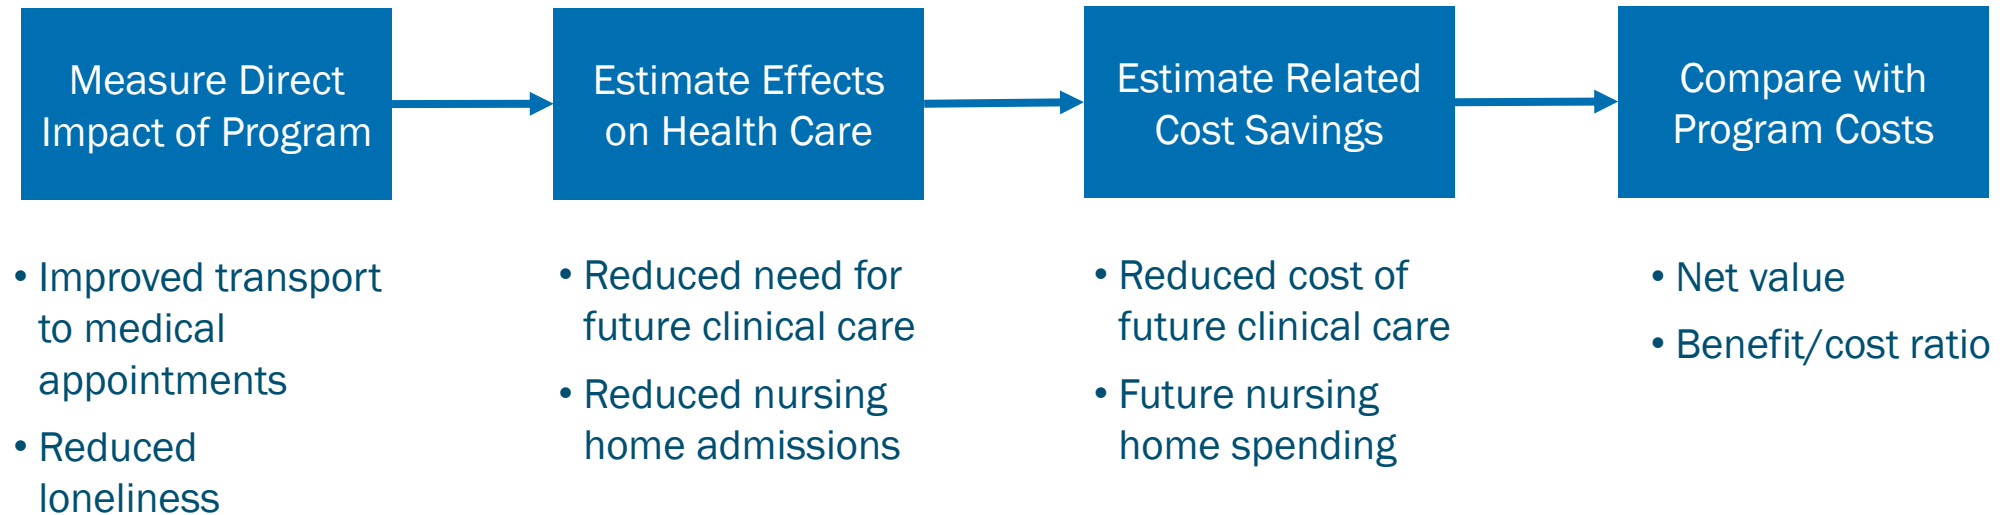 Measure Direct
Impact of Program
Estimate Effects
on Health Care
Estimate Related
Cost Savings
Compare with
Program Costs
• Improved transport
to medical
appointments
• Reduced
loneliness
• Reduced need for
future clinical care
• Reduced nursing
home admissions
• Reduced cost of
future clinical care
• Future nursing
home spending
• Net value
• Benefit/cost ratio